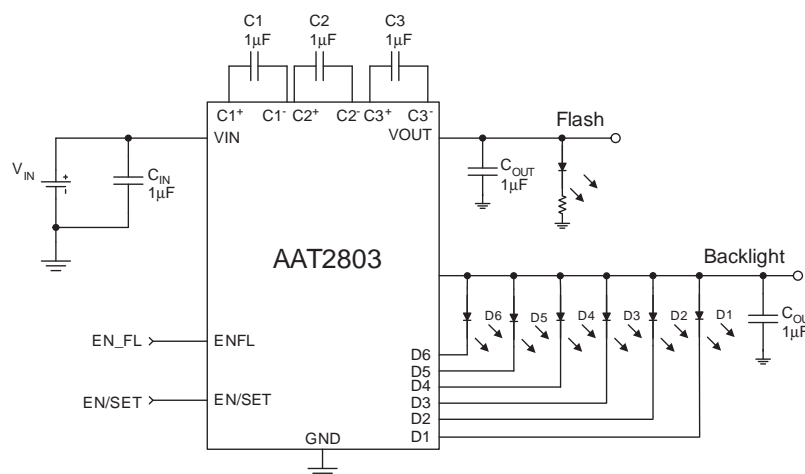 C1
1μF
C2
1μF
C3
1μF
C1+
C1-
C2+
C2-
C3+
C3-
VIN
VOUT
Flash
VIN
+
-
CIN
1μF
COUT
1μF
AAT2803
Backlight
D6
D5
D4
D3
D2
D1
COU
1μF
EN_FL
ENFL
EN/SET
EN/SET
D6
D5
D4
D3
D2
D1
GND